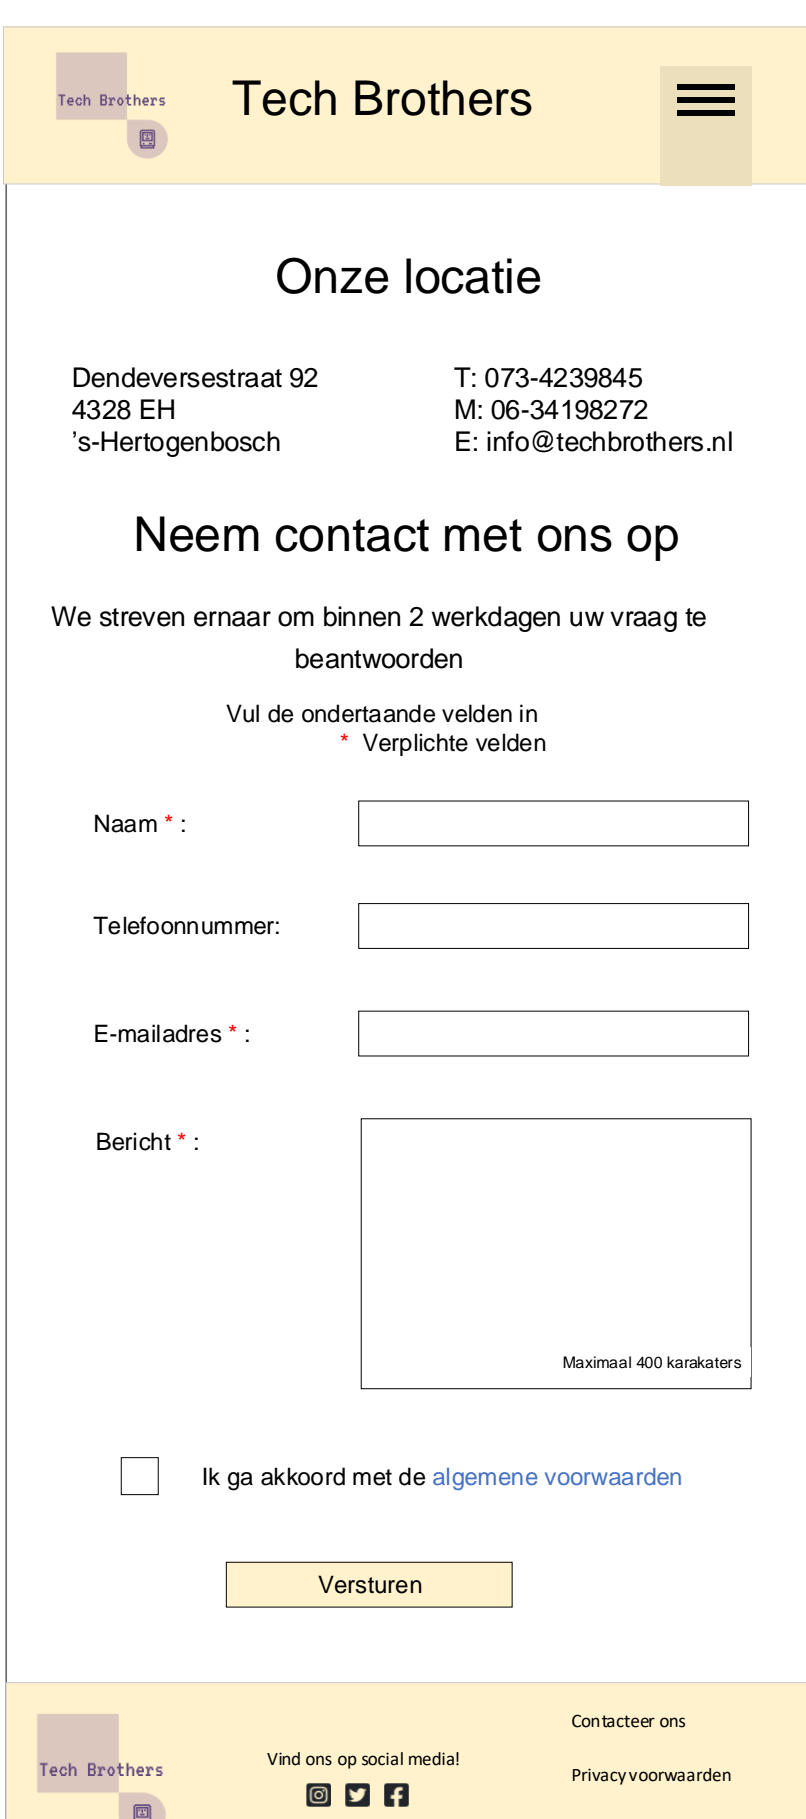 Tech Brothers
Tech Brothers
Onze locatie
Dendeversestraat 92
4328 EH
’s-Hertogenbosch
T: 073-4239845
M: 06-34198272
E: info@techbrothers.nl
Neem contact met ons op
We streven ernaar om binnen 2 werkdagen uw vraag te
beantwoorden
Vul de ondertaande velden in
* Verplichte velden
Naam * :
Telefoonnummer:
E-mailadres * :
Bericht * :
Maximaal 400 karakaters
Ik ga akkoord met de algemene voorwaarden
Versturen
Tech Brothers
Vind ons op social media!
Contacteer ons
Privacy voorwaarden